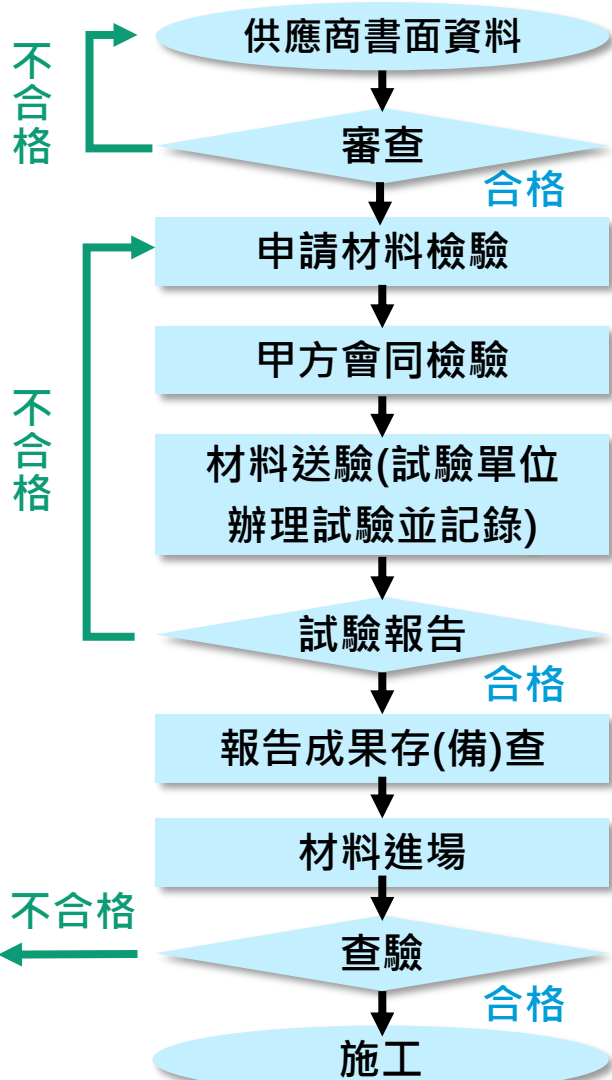 供應商書面資料
不合格
審查
合格
申請材料檢驗
甲方會同檢驗
不合格
材料送驗(試驗單位
辦理試驗並記錄)
試驗報告
合格
報告成果存(備)查
材料進場
不合格
查驗
合格
施工